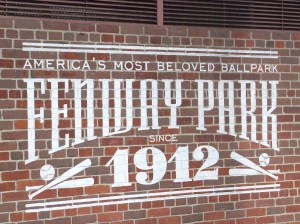 AMERICA'S MOST BELOVED BALLPARK
FENWAY PARK
SINCE
1912